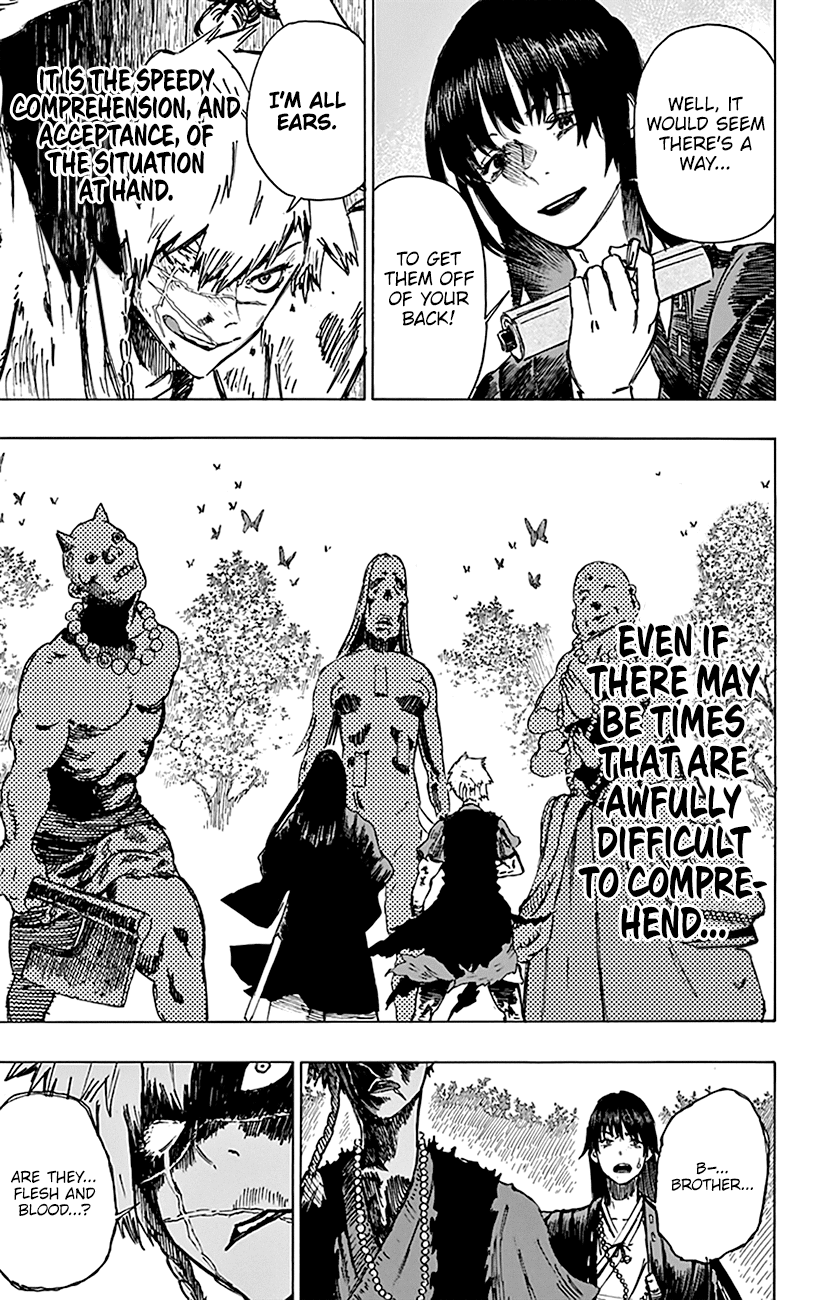 WELL, IT
WOULD SEEM
THERE'S A
WAY...
TO GET
THEM OFF
OF YOUR
BACK!
I'M ALL
EARS.
IT IS THE SPEEDY
COMPREHENSION, AND
ACCEPTANCE, OF
THE SITUATION
AT HAND.
EVEN IF
THERE MAY
BE TIMES
THAT ARE
AWFULLY
DIFFICULT
TO COMPRE-
HEND...
B-...
BROTHER...
ARE THEY...
FLESH AND
BLOOD...?